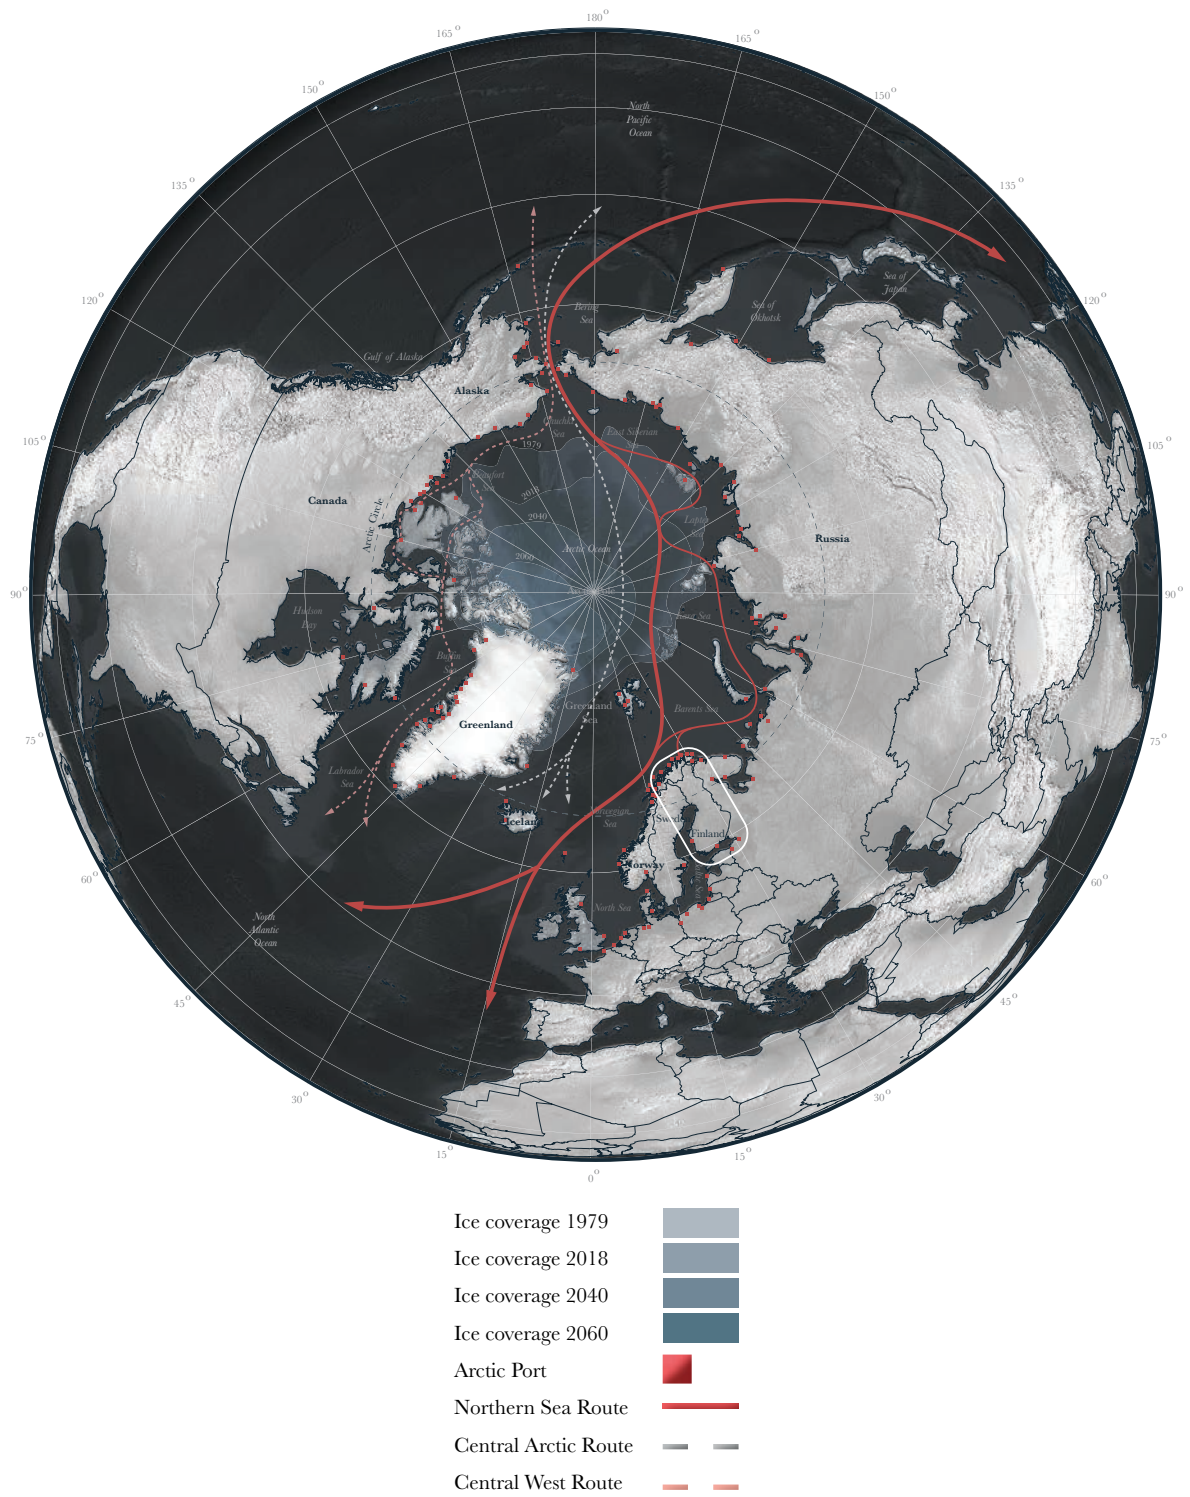 180°
165°
165°
150°
150°
135°
135°
120°
120°
105°
105°
90°
90°
75°
75°
60°
60°
45°
45°
30°
30°
15°
15°
0°
North
Pacific
Ocean
Sea of
Japan
Sea of
Okhotsk
Bering
Sea
Gulf of Alaska
Alaska
Sea
East Siberian
1979
2018
2040
2060
Canada
Arctic Circle
Russia
Arctic Ocean
Hudson
Bay
Greenland
Greenland
Sea
Barents Sea
Labrador
Sea
Iceland
Sea
Finland
Norway
North Sea
North
Atlantic
Ocean
Ice coverage 1979
Ice coverage 2018
Ice coverage 2040
Ice coverage 2060
Arctic Port
Northern Sea Route
Central Arctic Route
Central West Route